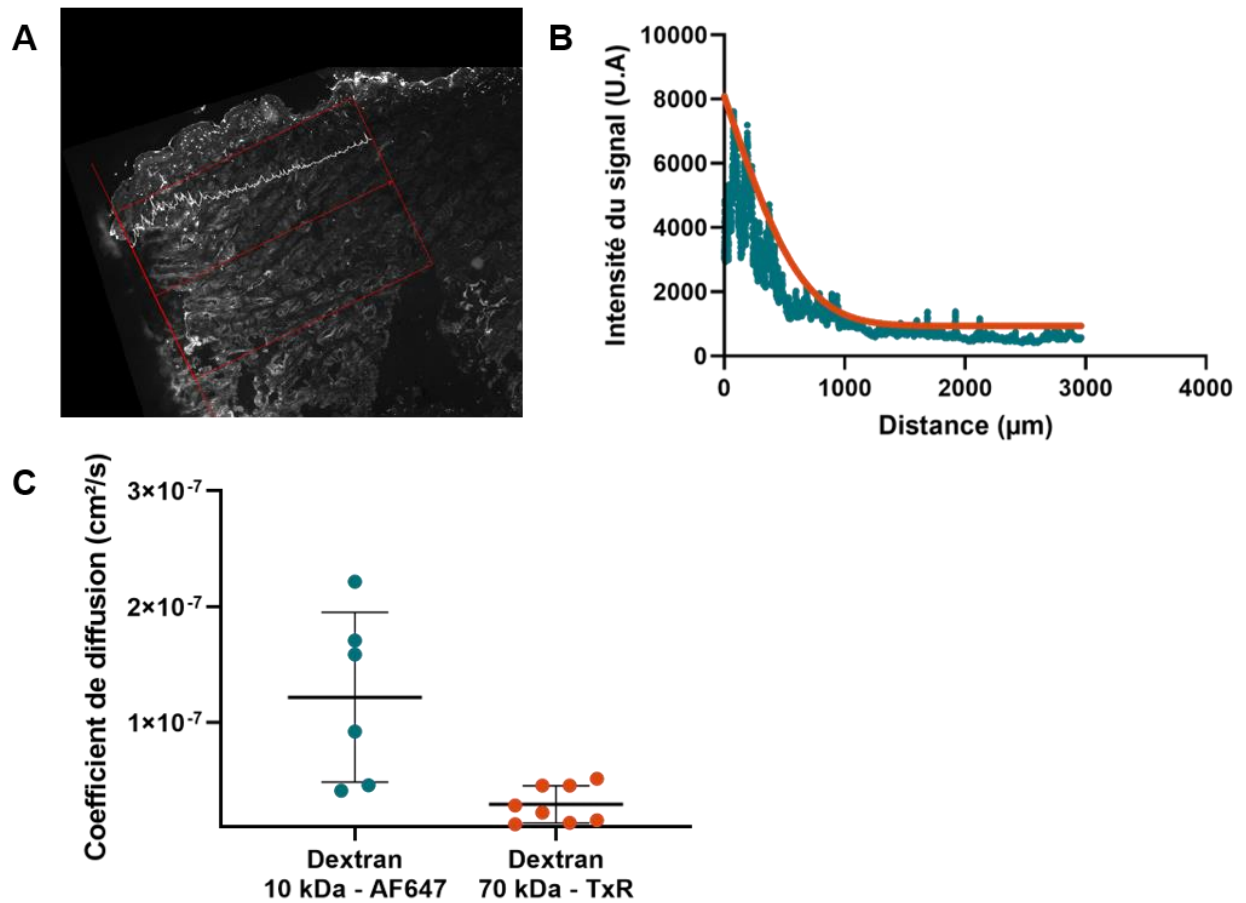 A
B
Intensité du signal (U.A)
10000
8000
6000
4000
2000
0
0
1000
2000
3000
4000
Distance (µm)
C
Coefficient de diffusion (cm²/s)
3×10⁻⁷
2×10⁻⁷
1×10⁻⁷
Dextran
10 kDa - AF647
Dextran
70 kDa - TxR